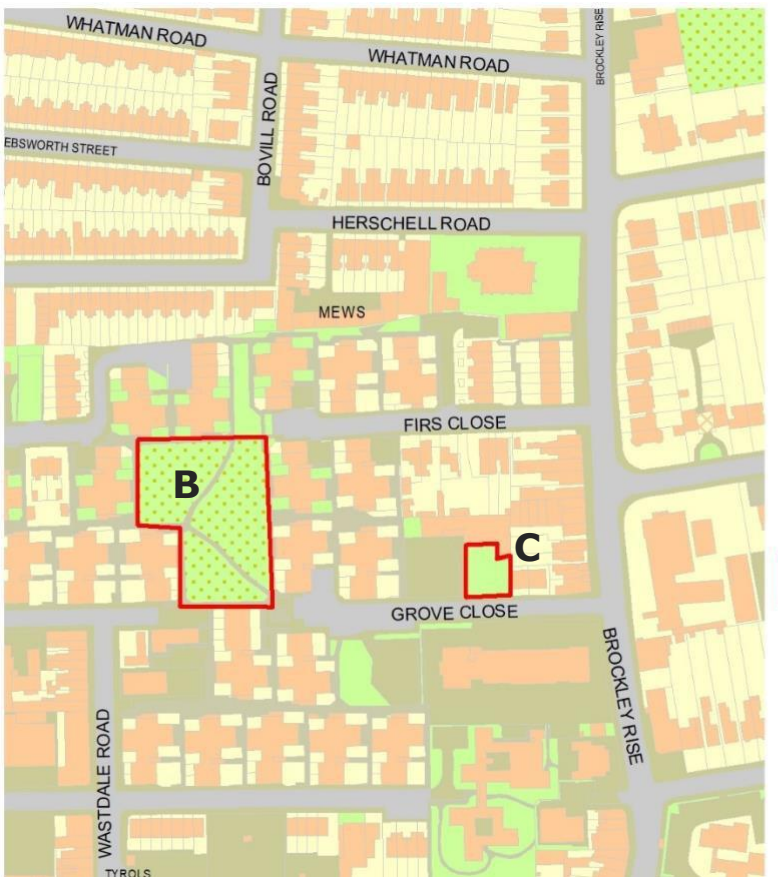 WHATMAN ROAD
WHATMAN ROAD
BROCKLEY RISE
EBSWORTH STREET
BOVILL ROAD
HERSCHELL ROAD
MEWS
FIRS CLOSE
B
C
GROVE CLOSE
BROCKLEY RISE
WASTDALE ROAD
TYROLS